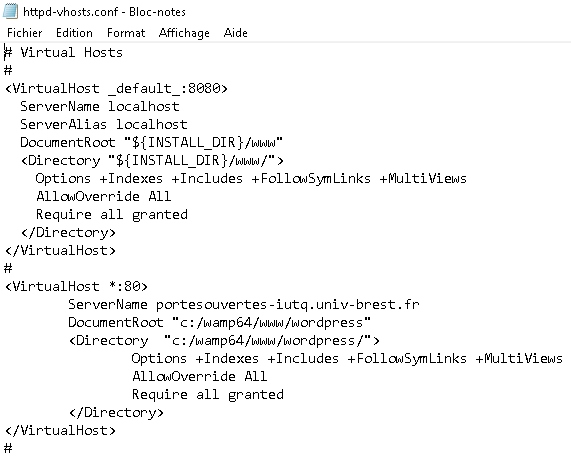 httpd-vhosts.conf - Bloc-notes
Fichier Edition Format Affichage Aide
# Virtual Hosts
#
<VirtualHost _default_:8080>
  ServerName localhost
  ServerAlias localhost
  DocumentRoot "${INSTALL_DIR}/www"
  <Directory "${INSTALL_DIR}/www/">
    Options +Indexes +Includes +FollowSymLinks +MultiViews
    AllowOverride All
    Require all granted
  </Directory>
</VirtualHost>
#
<VirtualHost *:80>
        ServerName portesouvertes-iutq.univ-brest.fr
        DocumentRoot "c:/wamp64/www/wordpress"
        <Directory  "c:/wamp64/www/wordpress/">
                Options +Indexes +Includes +FollowSymLinks +MultiViews
                AllowOverride All
                Require all granted
        </Directory>
</VirtualHost>
#